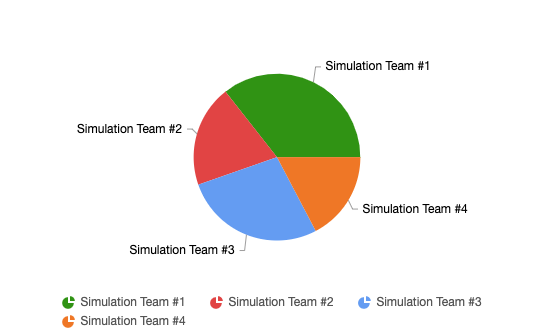 Simulation Team #1
Simulation Team #2
Simulation Team #4
Simulation Team #3
Simulation Team #1 Simulation Team #2 Simulation Team #3
Simulation Team #4